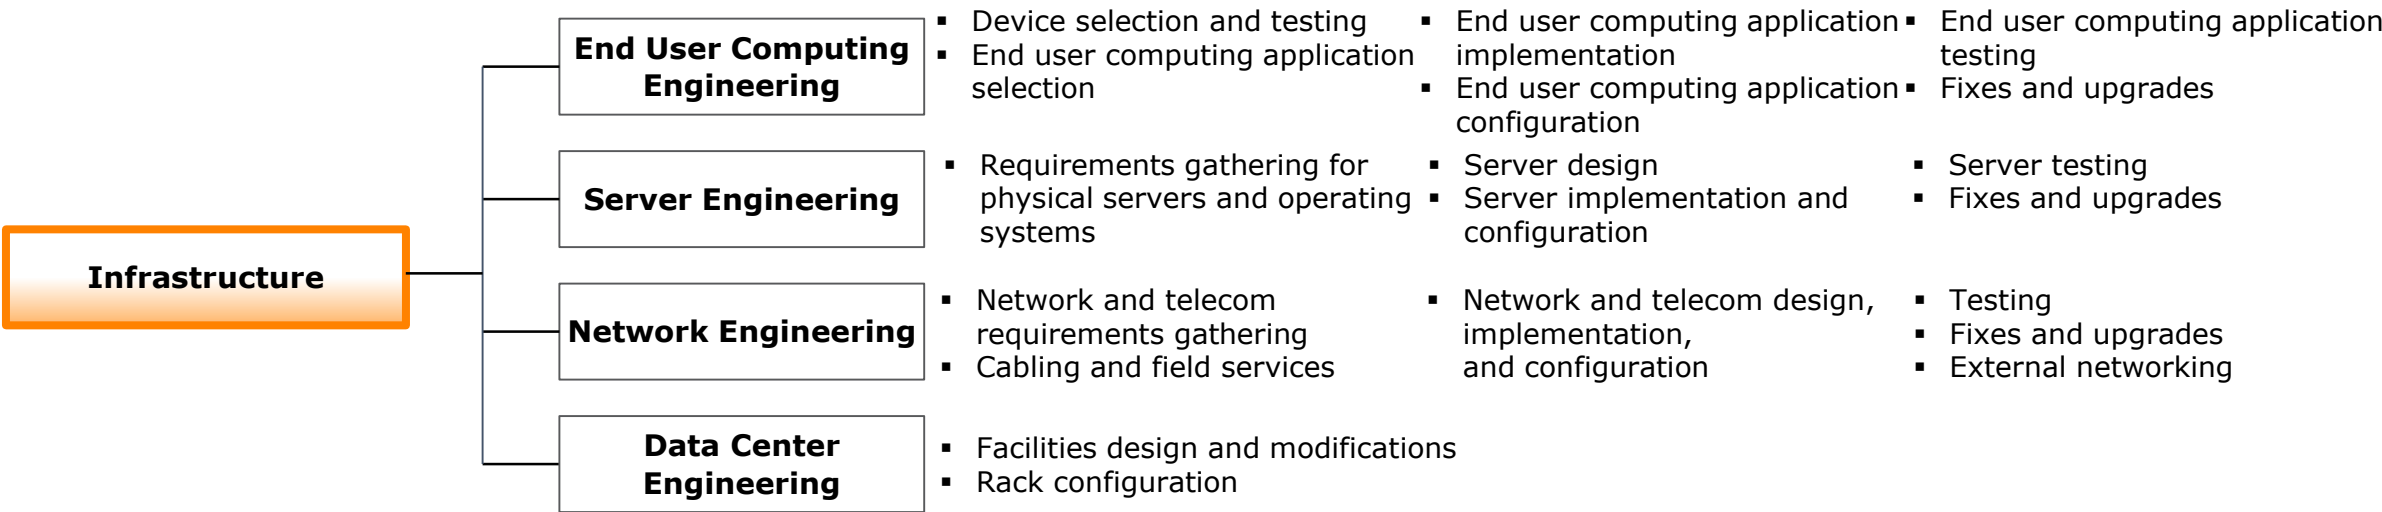 Infrastructure
End User Computing
Engineering
▪ Device selection and testing
▪ End user computing application
selection
▪ End user computing application
implementation
▪ End user computing application
configuration
▪ End user computing application
testing
▪ Fixes and upgrades
Server Engineering
▪ Requirements gathering for
physical servers and operating
systems
▪ Server design
▪ Server implementation and
configuration
▪ Server testing
▪ Fixes and upgrades
Network Engineering
▪ Network and telecom
requirements gathering
▪ Cabling and field services
▪ Network and telecom design,
implementation,
and configuration
▪ Testing
▪ Fixes and upgrades
▪ External networking
Data Center
Engineering
▪ Facilities design and modifications
▪ Rack configuration